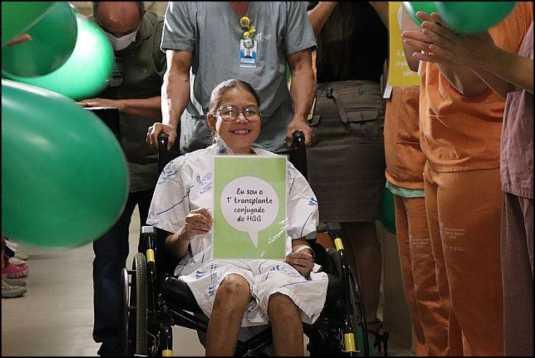 Eu sou o
1º transplante
conjugado
do HGG